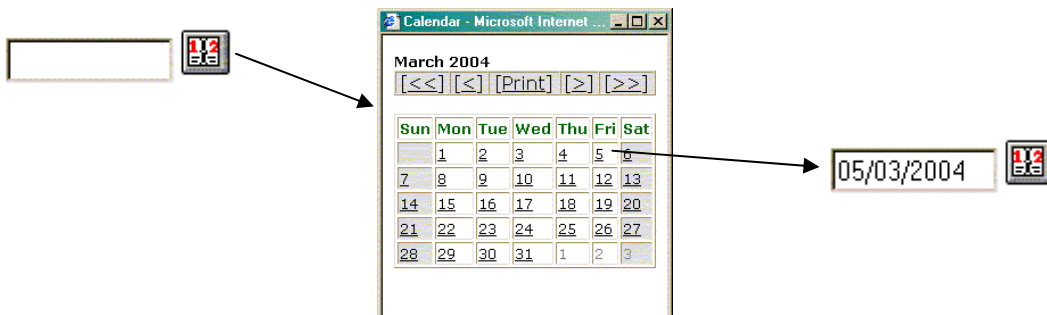 Calendar - Microsoft Internet ...
March 2004
[<<] [<] [Print] [>] [>>]
Sun Mon Tue Wed Thu Fri Sat
1 2 3 4 5 6
7 8 9 10 11 12 13
14 15 16 17 18 19 20
21 22 23 24 25 26 27
28 29 30 31 1 2 3
12
05/03/2004
12